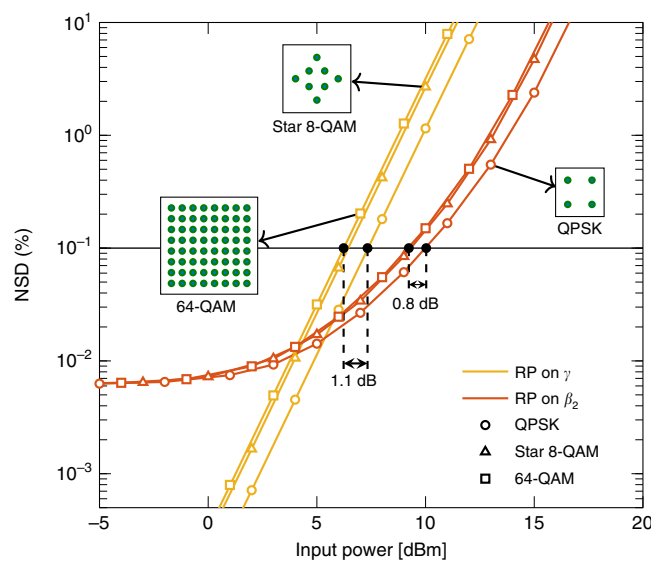 10^1
Star 8-QAM
10^0
QPSK
NSD (%)
10^−1
64-QAM
0.8 dB
10^−2
1.1 dB
RP on γ
RP on β_2
QPSK
Star 8-QAM
64-QAM
10^−3
−5 0 5 10 15 20
Input power [dBm]